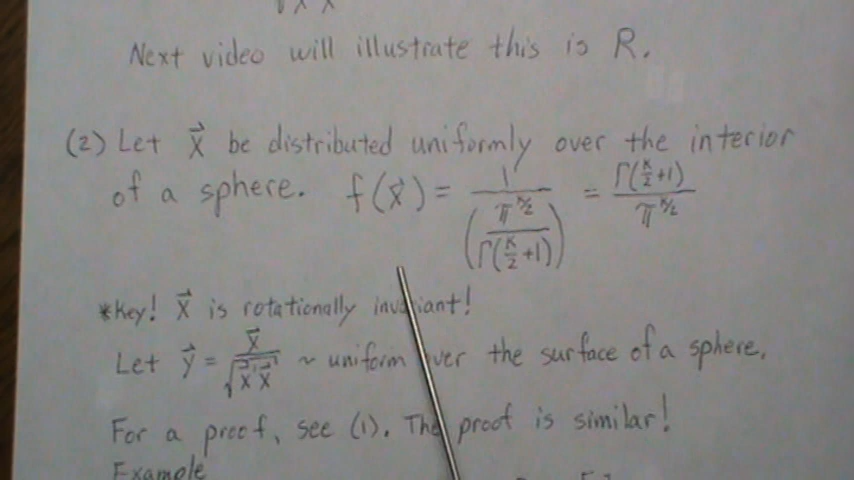 √x x
Next video will illustrate this is R.
(2) Let x⃗ be distributed uniformly over the interior
of a sphere. f(x⃗) = 1 / (π^(k/2) / Γ(k/2 + 1)) = Γ(k/2 + 1) / π^(k/2)
*Key! x⃗ is rotationally invariant!
Let y⃗ = x⃗ / √(x⃗' x⃗) ~ uniform over the surface of a sphere.
For a proof, see (1). The proof is similar!
Example